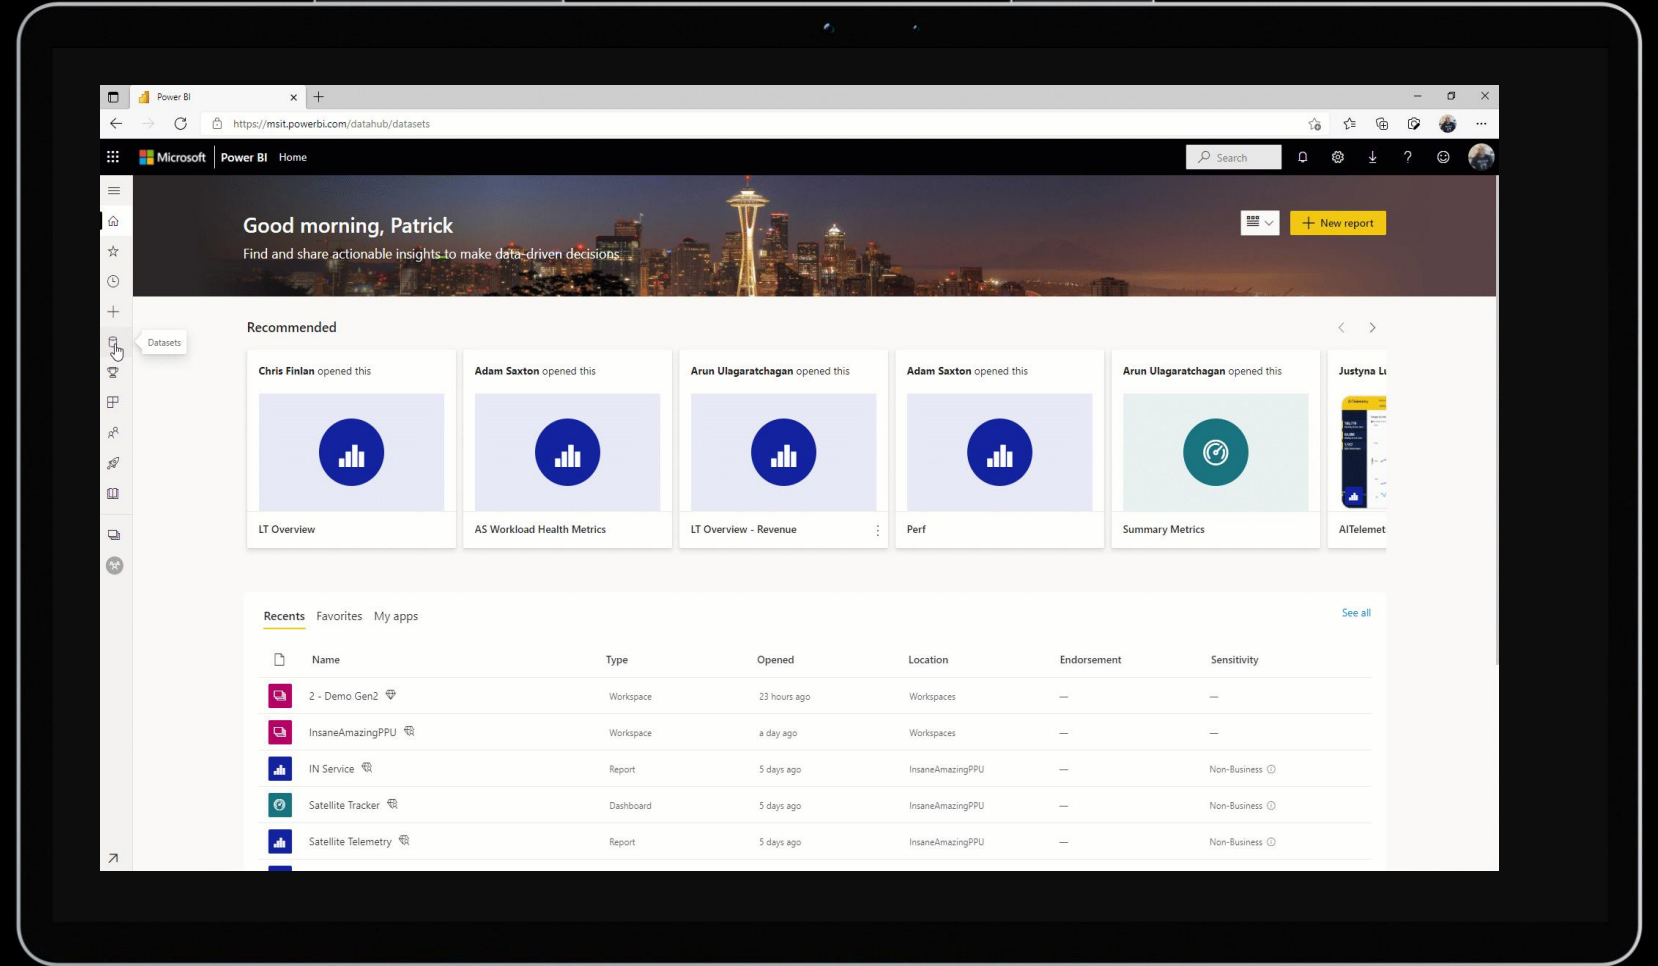 Power BI
https://msit.powerbi.com/datahub/datasets
Microsoft Power BI Home
Search
Good morning, Patrick
Find and share actionable insights to make data-driven decisions
New report
Datasets
Recommended
Chris Finlan opened this
Adam Saxton opened this
Arun Ulagaratchagan opened this
Adam Saxton opened this
Arun Ulagaratchagan opened this
Justyna Lu
LT Overview
AS Workload Health Metrics
LT Overview - Revenue
Perf
Summary Metrics
AITelemet
Recents Favorites My apps
See all
Name Type Opened Location Endorsement Sensitivity
2 - Demo Gen2 Workspace 23 hours ago Workspaces — —
InsaneAmazingPPU Workspace a day ago Workspaces — —
IN Service Report 5 days ago InsaneAmazingPPU — Non-Business
Satellite Tracker Dashboard 5 days ago InsaneAmazingPPU — Non-Business
Satellite Telemetry Report 5 days ago InsaneAmazingPPU — Non-Business